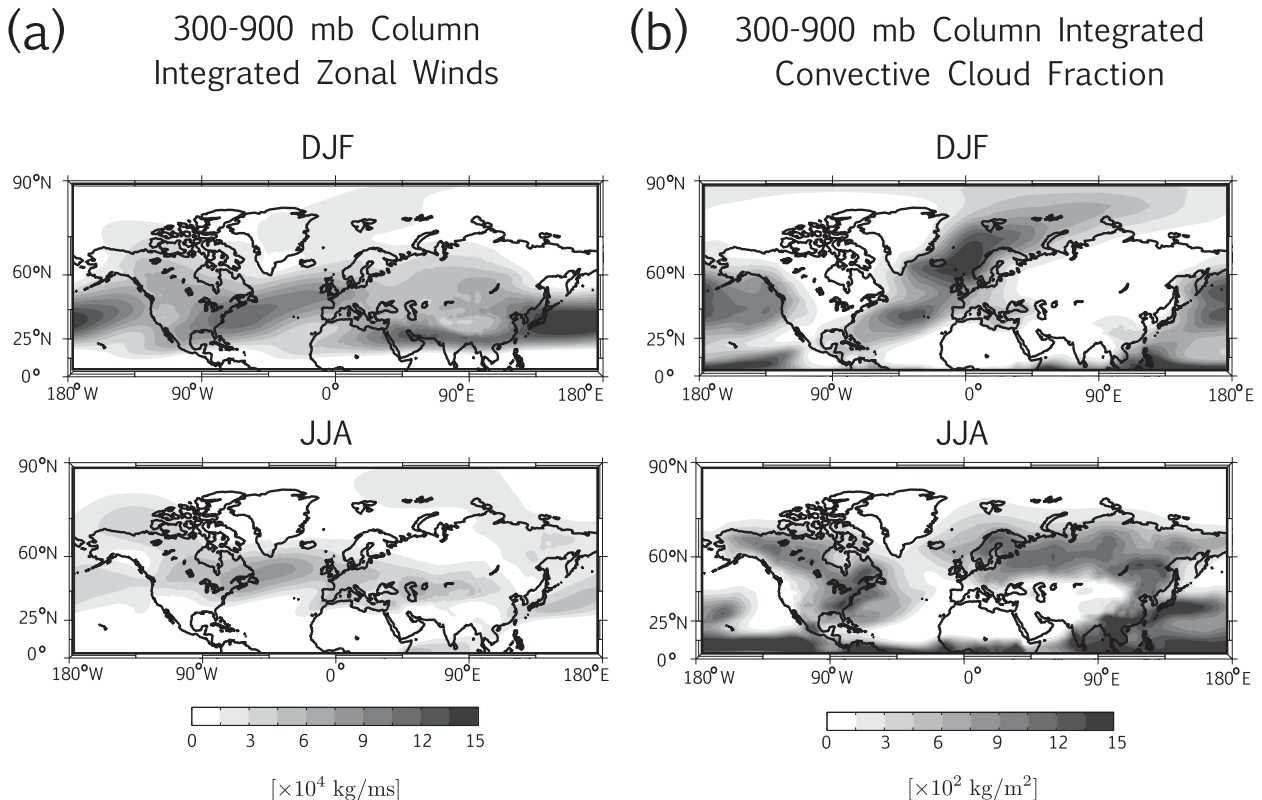 (a)
300-900 mb Column
Integrated Zonal Winds
DJF
90°N
60°N
25°N
0°
180°W 90°W 0° 90°E 180°E
JJA
90°N
60°N
25°N
0°
180°W 90°W 0° 90°E 180°E
0 3 6 9 12 15
[×10⁴ kg/ms]
(b)
300-900 mb Column Integrated
Convective Cloud Fraction
DJF
90°N
60°N
25°N
0°
180°W 90°W 0° 90°E 180°E
JJA
90°N
60°N
25°N
0°
180°W 90°W 0° 90°E 180°E
0 3 6 9 12 15
[×10² kg/m²]